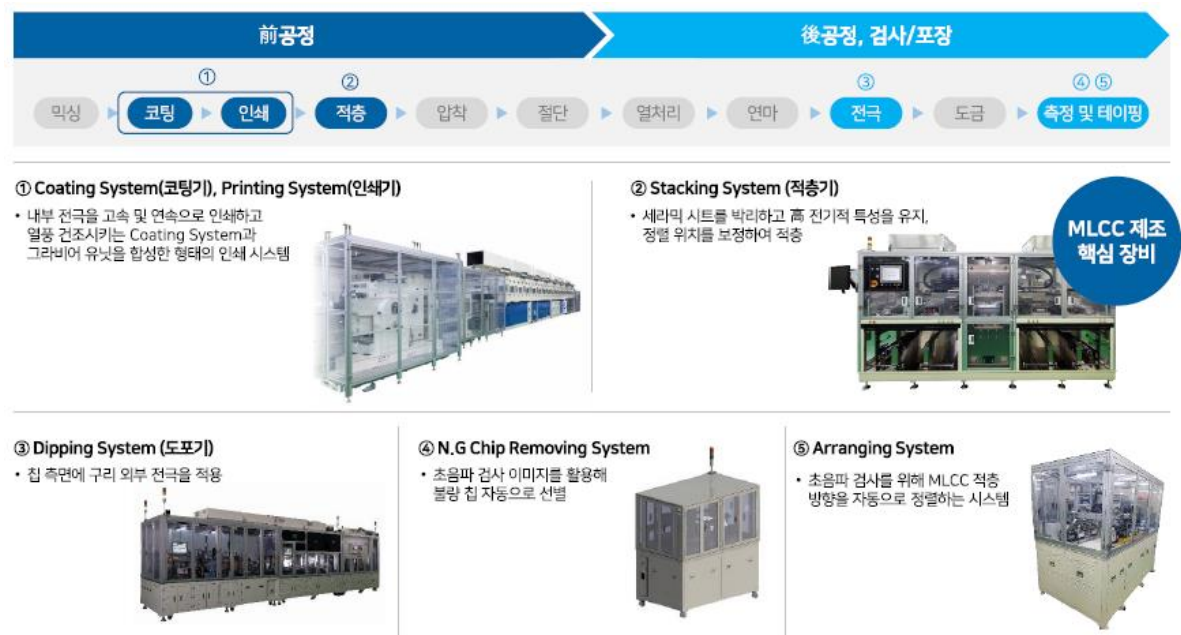 前공정
後공정, 검사/포장
①
②
③
④ ⑤
믹싱
코팅
인쇄
적층
압착
절단
열처리
연마
전극
도금
측정 및 테이핑
① Coating System(코팅기), Printing System(인쇄기)
• 내부 전극을 고속 및 연속으로 인쇄하고
열풍 건조시키는 Coating System과
그라비어 유닛을 합성한 형태의 인쇄 시스템
② Stacking System (적층기)
• 세라믹 시트를 박리하고 高 전기적 특성을 유지,
정렬 위치를 보정하여 적층
MLCC 제조
핵심 장비
③ Dipping System (도포기)
• 칩 측면에 구리 외부 전극을 적용
④ N.G Chip Removing System
• 초음파 검사 이미지를 활용해
불량 칩 자동으로 선별
⑤ Arranging System
• 초음파 검사를 위해 MLCC 적층
방향을 자동으로 정렬하는 시스템